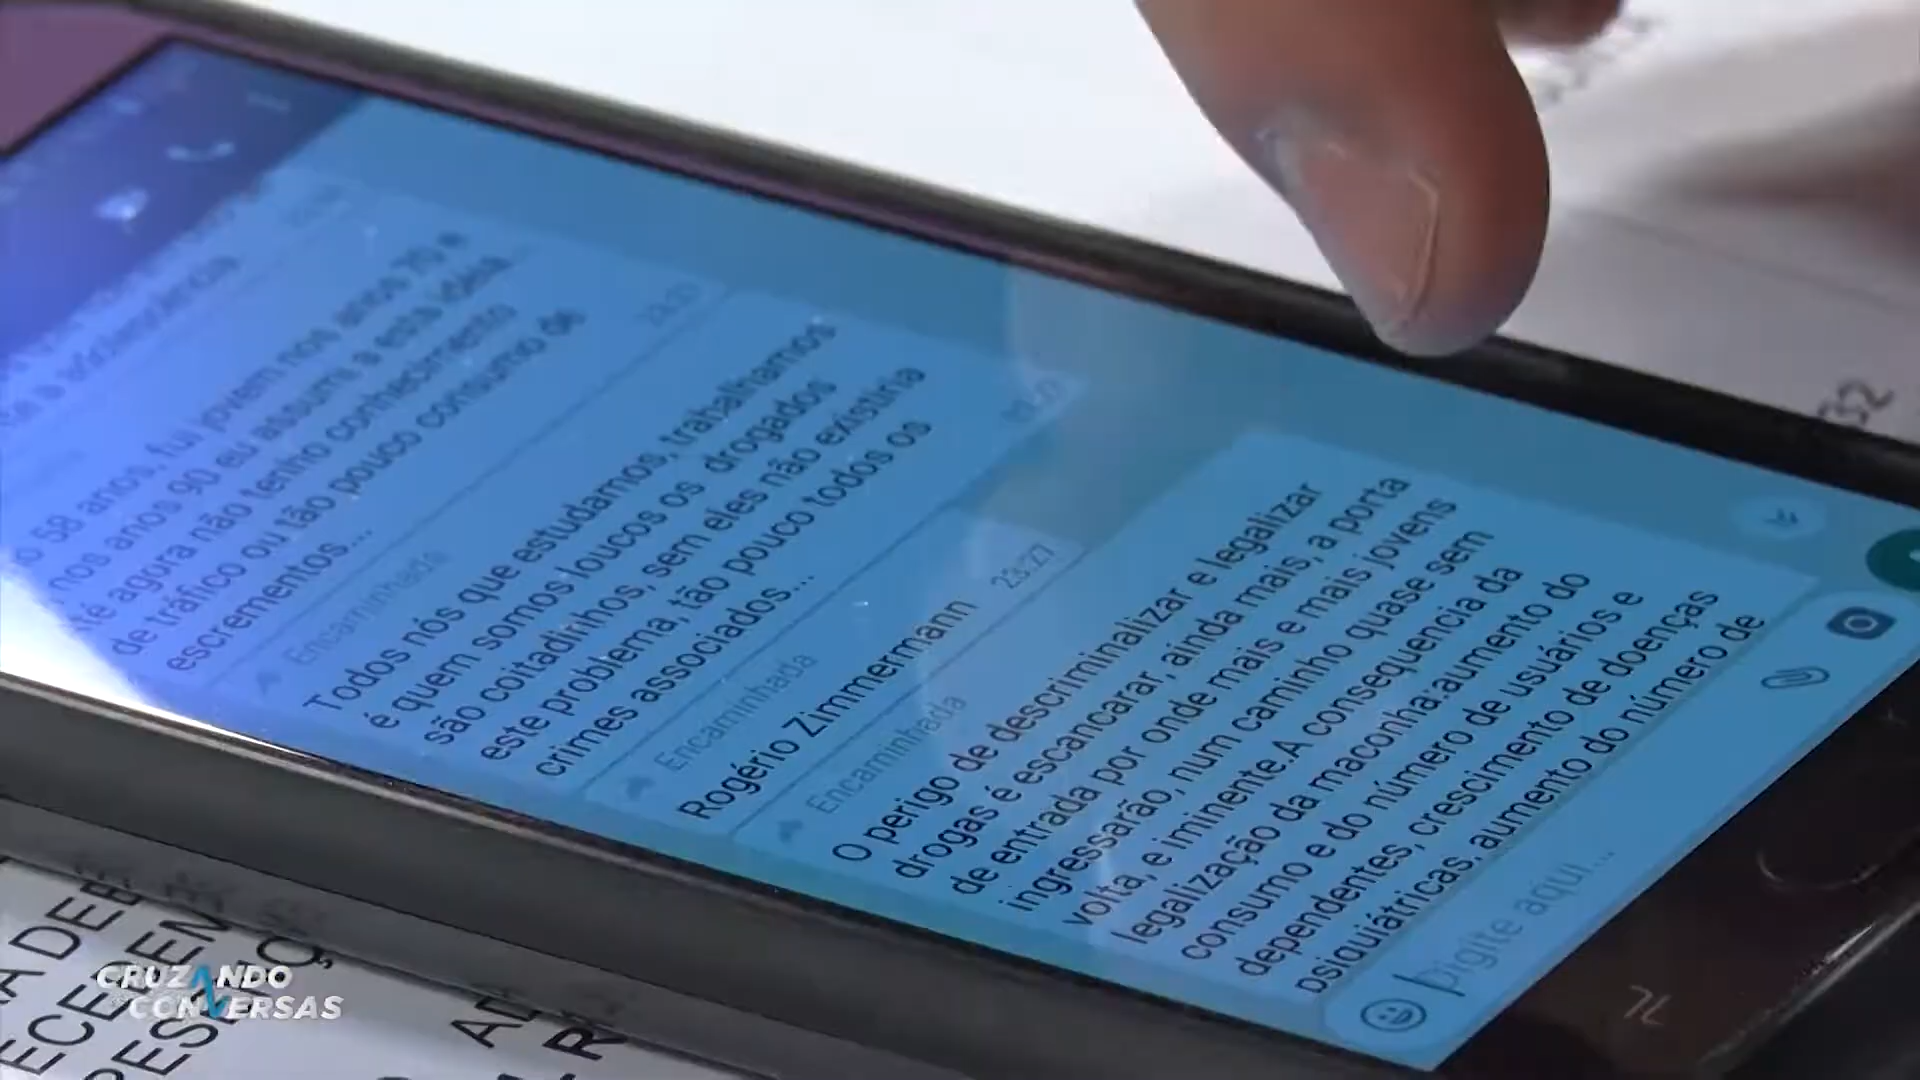 a adolescência
58 anos, fui jovem nos anos 70 e
nos anos 90 eu assumi a esta ideia
até agora não tenho conhecimento
de tráfico ou tão pouco consumo de
escrementos...
23:27
Encaminhada
Todos nós que estudamos, trabalhamos
é quem somos loucos os drogados
são coitadinhos, sem eles não existiria
este problema, tão pouco todos os
crimes associados...
Encaminhada
Rogério Zimmermann 23:27
Encaminhada
O perigo de descriminalizar e legalizar
drogas é escancarar, ainda mais, a porta
de entrada por onde mais e mais jovens
ingressarão, num caminho quase sem
volta, e iminente.A consequencia da
legalização da maconha:aumento do
consumo e do número de usuários e
dependentes, crescimento de doenças
psiquiátricas, aumento do número de
Digite aqui...
CRUZANDO
CONVERSAS